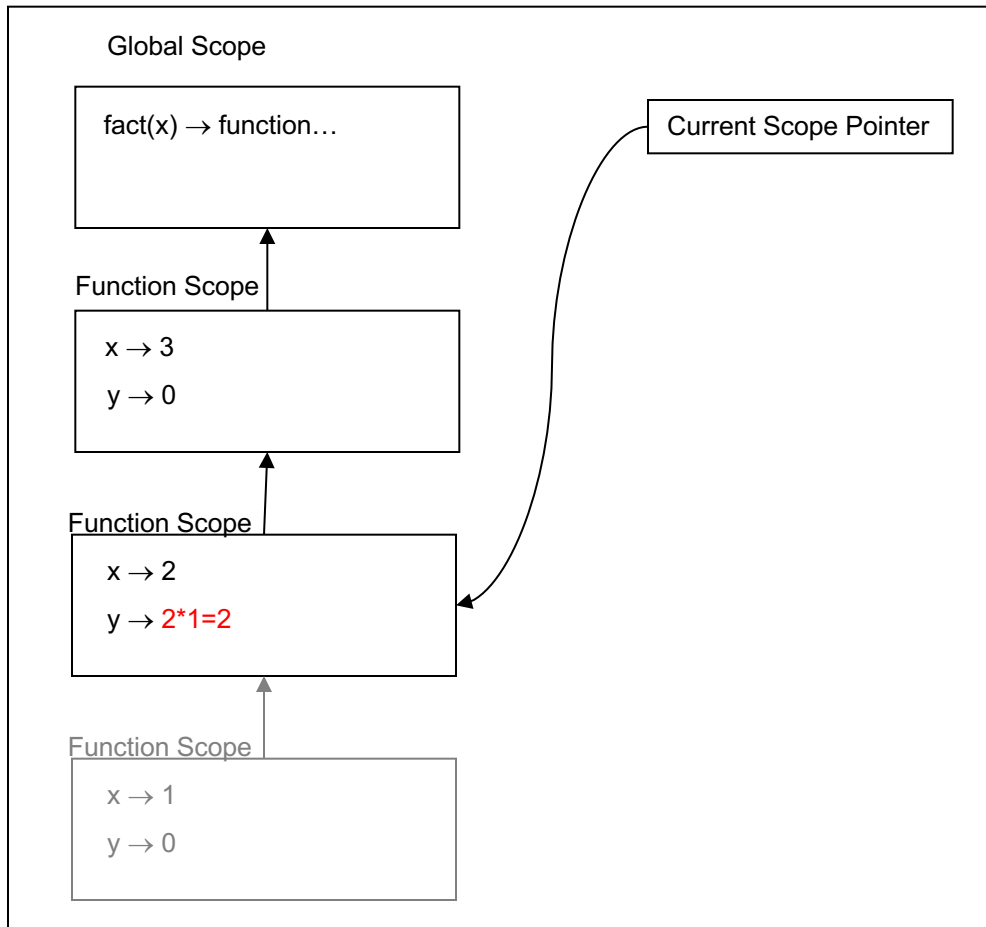 Global Scope
fact(x) → function…
Current Scope Pointer
Function Scope
x → 3
y → 0
Function Scope
x → 2
y → 2*1=2
Function Scope
x → 1
y → 0